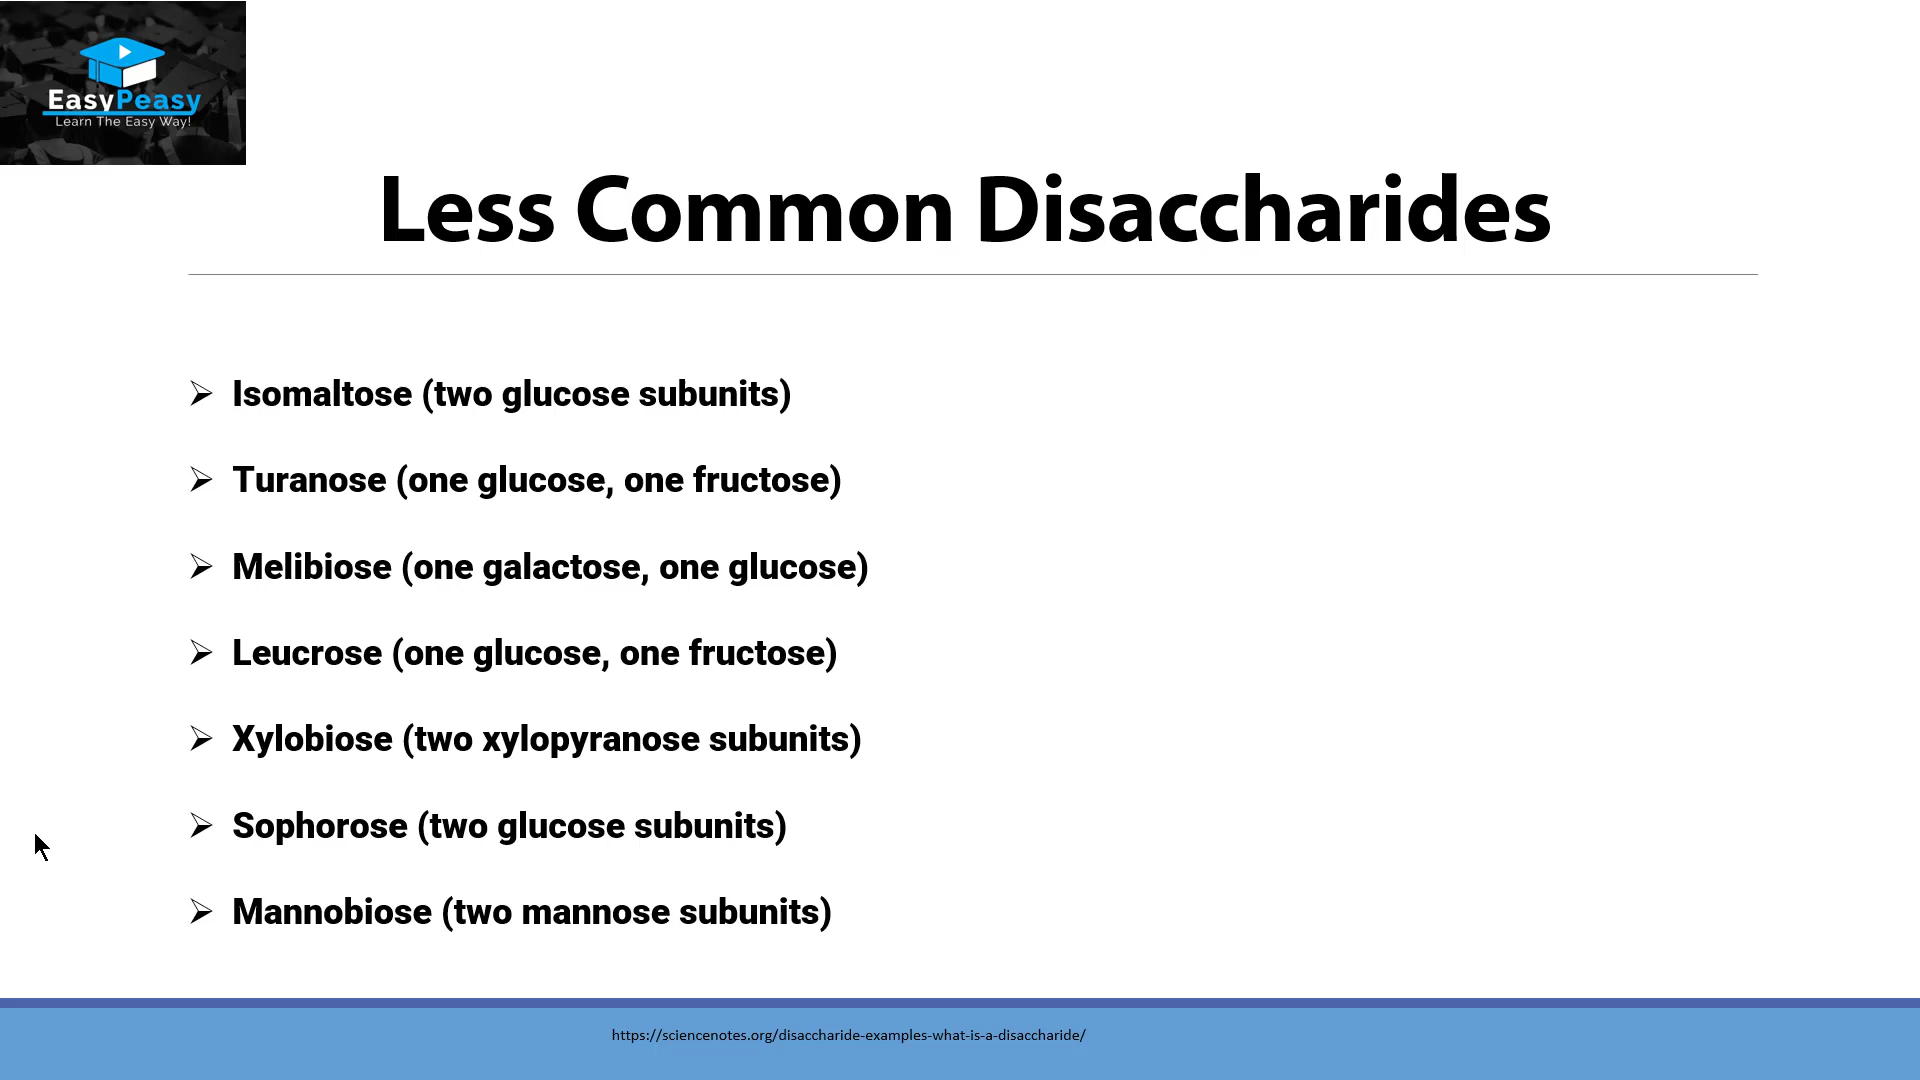 EasyPeasy
Learn The Easy Way!
Less Common Disaccharides
Isomaltose (two glucose subunits)
Turanose (one glucose, one fructose)
Melibiose (one galactose, one glucose)
Leucrose (one glucose, one fructose)
Xylobiose (two xylopyranose subunits)
Sophorose (two glucose subunits)
Mannobiose (two mannose subunits)
https://sciencenotes.org/disaccharide-examples-what-is-a-disaccharide/